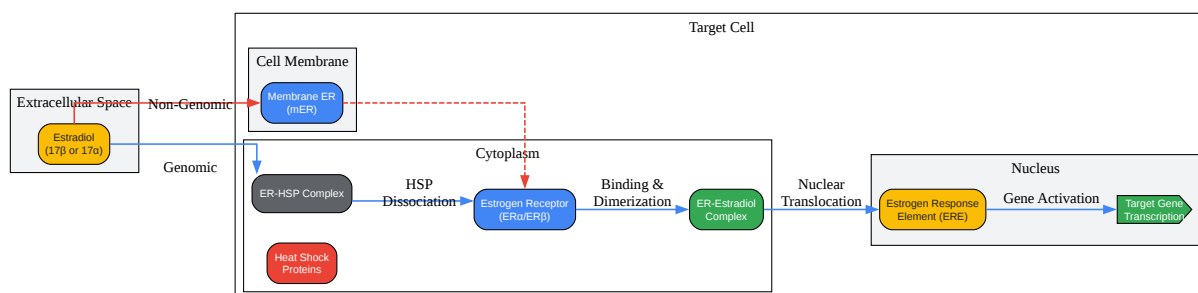 Target Cell
Cell Membrane
Membrane ER
(mER)
Extracellular Space
Non-Genomic
Estradiol
(17β or 17α)
Genomic
Cytoplasm
ER-HSP Complex
HSP
Dissociation
Estrogen Receptor
(ERα/ERβ)
Binding &
Dimerization
ER-Estradiol
Complex
Heat Shock
Proteins
Nuclear
Translocation
Nucleus
Estrogen Response
Element (ERE)
Gene Activation
Target Gene
Transcription